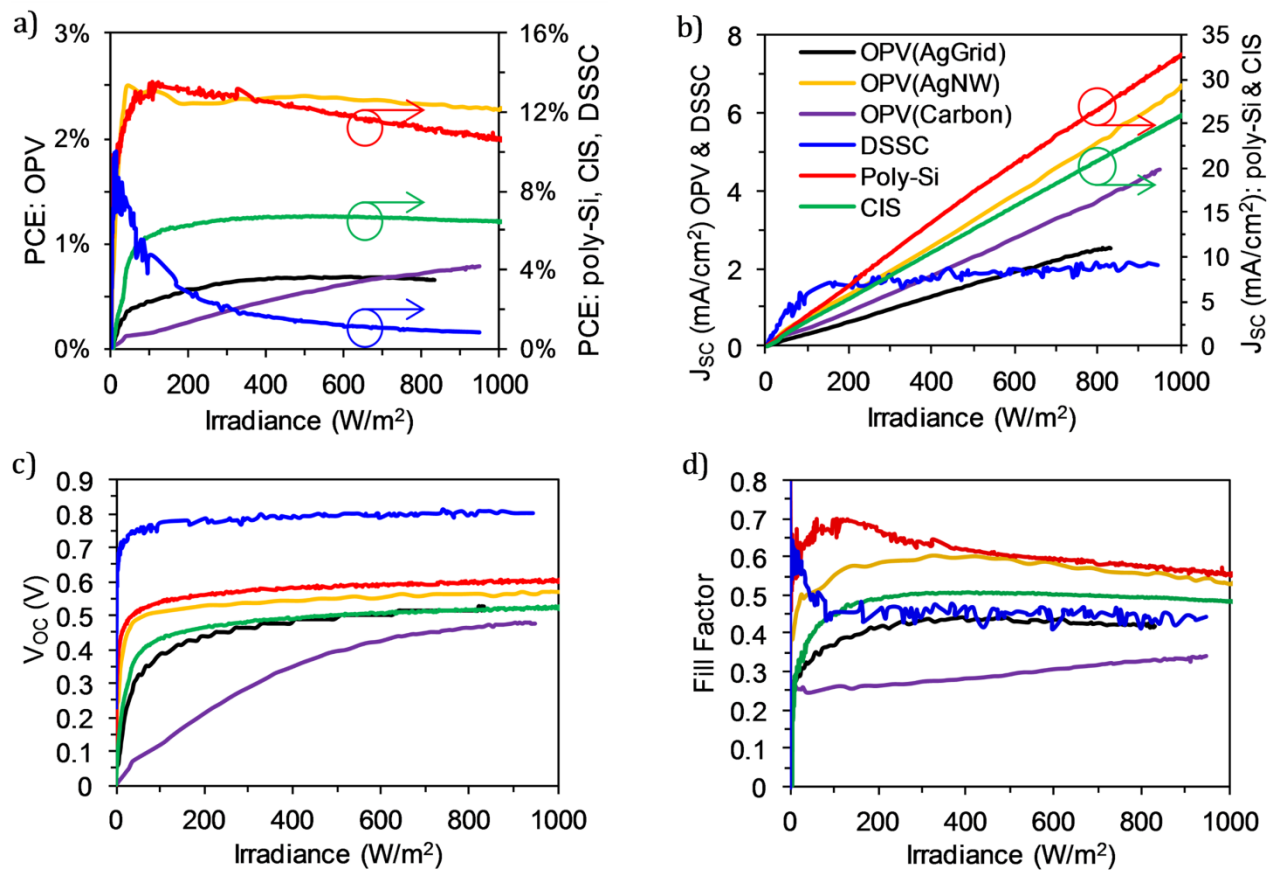 a)
3%
2%
1%
0%
PCE: OPV
16%
12%
8%
4%
0%
PCE: poly-Si, CIS, DSSC
0 200 400 600 800 1000
Irradiance (W/m²)
b)
8
6
4
2
0
J_SC (mA/cm²) OPV & DSSC
OPV(AgGrid)
OPV(AgNW)
OPV(Carbon)
DSSC
Poly-Si
CIS
35
30
25
20
15
10
5
0
J_SC (mA/cm²): poly-Si & CIS
0 200 400 600 800 1000
Irradiance (W/m²)
c)
0.9
0.8
0.7
0.6
0.5
0.4
0.3
0.2
0.1
0
V_OC (V)
0 200 400 600 800 1000
Irradiance (W/m²)
d)
0.8
0.7
0.6
0.5
0.4
0.3
0.2
0.1
0
Fill Factor
0 200 400 600 800 1000
Irradiance (W/m²)